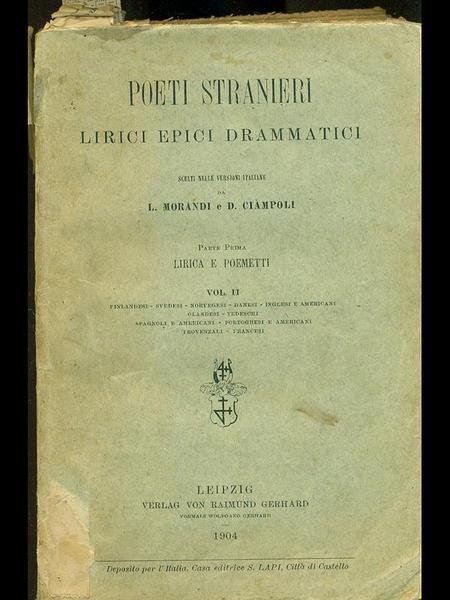 POETI STRANIERI
LIRICI EPICI DRAMMATICI
SCELTI NELLE VERSIONI ITALIANE
DA
L. MORANDI e D. CIÀMPOLI
PARTE PRIMA
LIRICA E POEMETTI
VOL. II
FINLANDESI - SVEDESI - NORVEGESI - DANESI - INGLESI E AMERICANI
OLANDESI - TEDESCHI
SPAGNOLI E AMERICANI - PORTOGHESI E AMERICANI
PROVENZALI - FRANCESI
LEIPZIG
VERLAG VON RAIMUND GERHARD
VORMALS WOLFGANG GERHARD
1904
Deposito per l'Italia. Casa editrice S. LAPI, Città di Castello